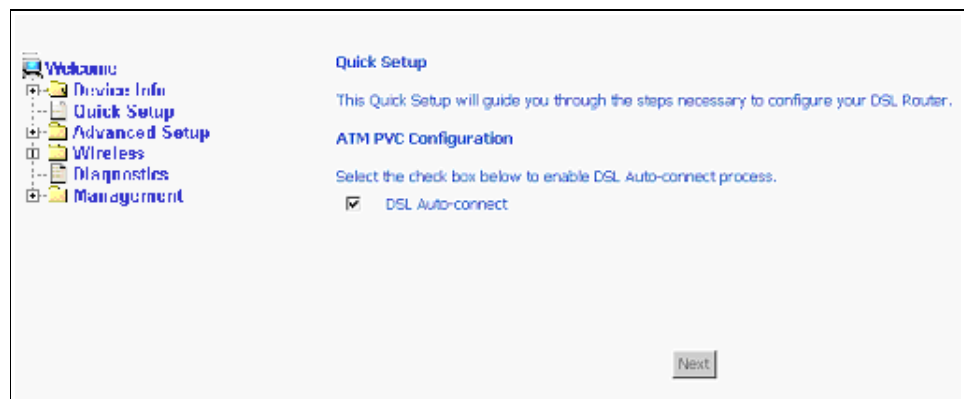 Welcome
Device Info
Quick Setup
Advanced Setup
Wireless
Diagnostics
Management
Quick Setup
This Quick Setup will guide you through the steps necessary to configure your DSL Router.
ATM PVC Configuration
Select the check box below to enable DSL Auto-connect process.
DSL Auto-connect
Next